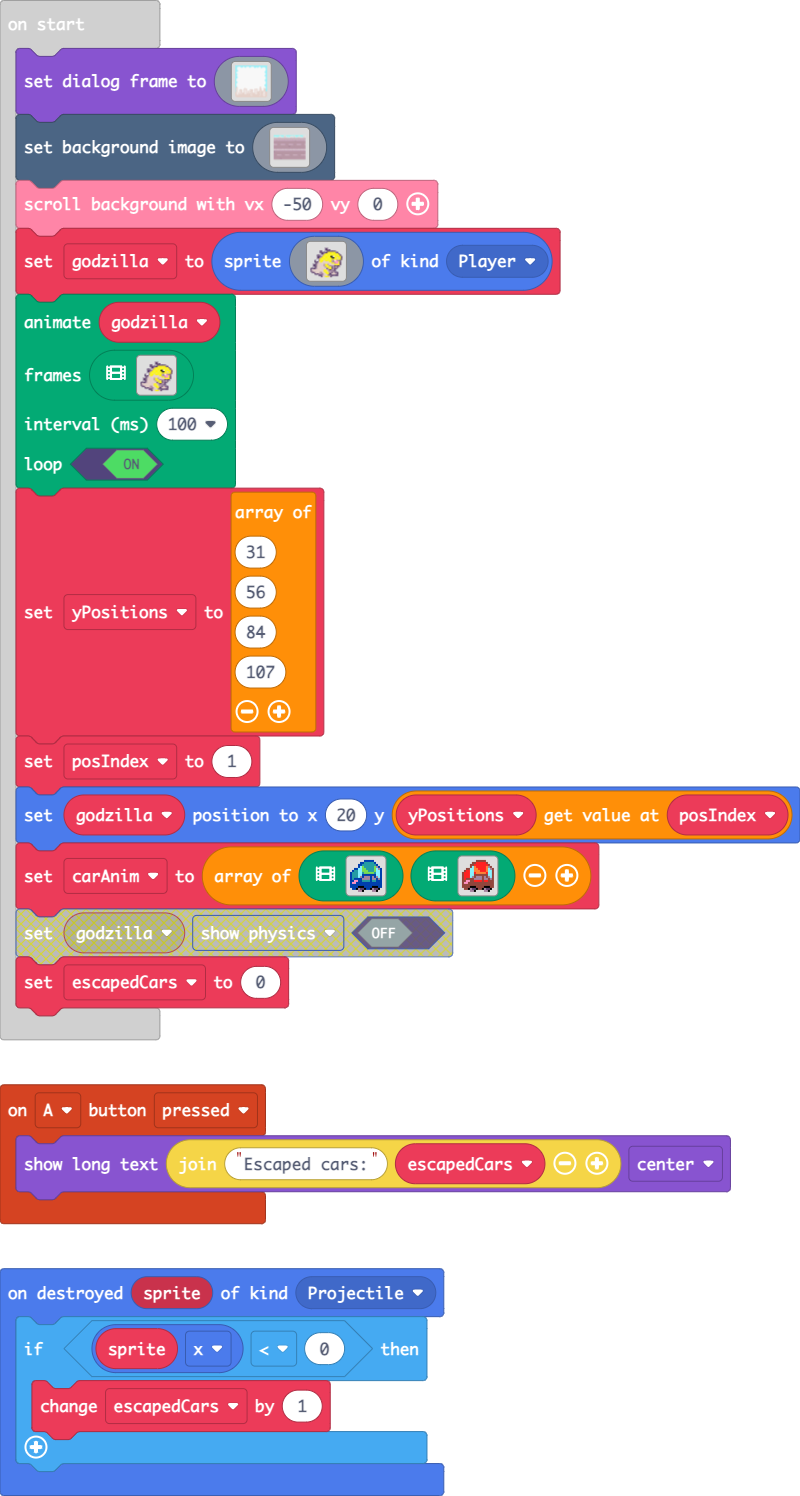 on start
set dialog frame to
set background image to
scroll background with vx -50 vy 0
set godzilla to sprite of kind Player
animate godzilla
frames
interval (ms) 100
loop ON
array of
31
56
set yPositions to
84
107
set posIndex to 1
set godzilla position to x 20 y yPositions get value at posIndex
set carAnim to array of
set godzilla show physics OFF
set escapedCars to 0
on A button pressed
show long text join "Escaped cars:" escapedCars center
on destroyed sprite of kind Projectile
if sprite x < 0 then
change escapedCars by 1